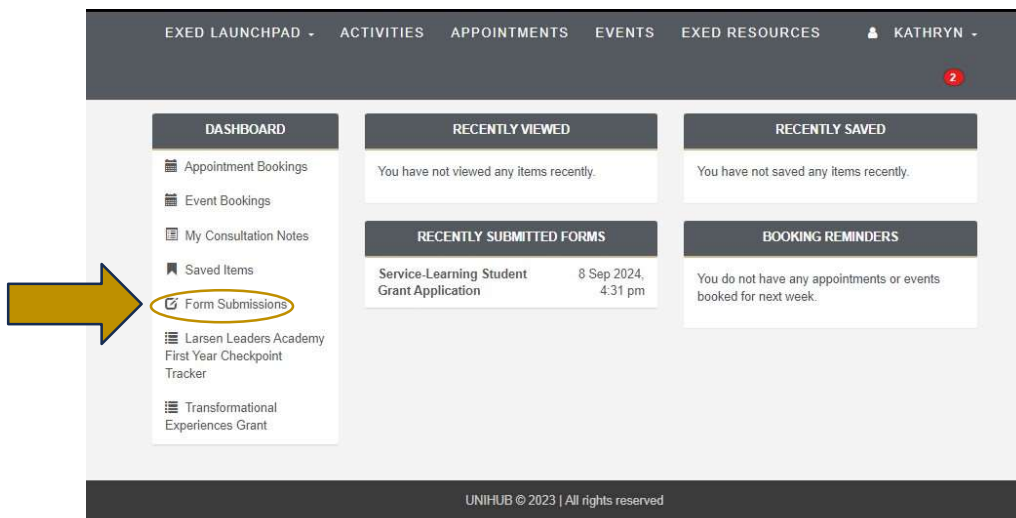 EXED LAUNCHPAD ACTIVITIES APPOINTMENTS EVENTS EXED RESOURCES KATHRYN
2
DASHBOARD
Appointment Bookings
Event Bookings
My Consultation Notes
Saved Items
Form Submissions
Larsen Leaders Academy
First Year Checkpoint
Tracker
Transformational
Experiences Grant
RECENTLY VIEWED
You have not viewed any items recently.
RECENTLY SUBMITTED FORMS
Service-Learning Student 8 Sep 2024,
Grant Application 4:31 pm
RECENTLY SAVED
You have not saved any items recently.
BOOKING REMINDERS
You do not have any appointments or events
booked for next week.
UNIHUB © 2023 | All rights reserved